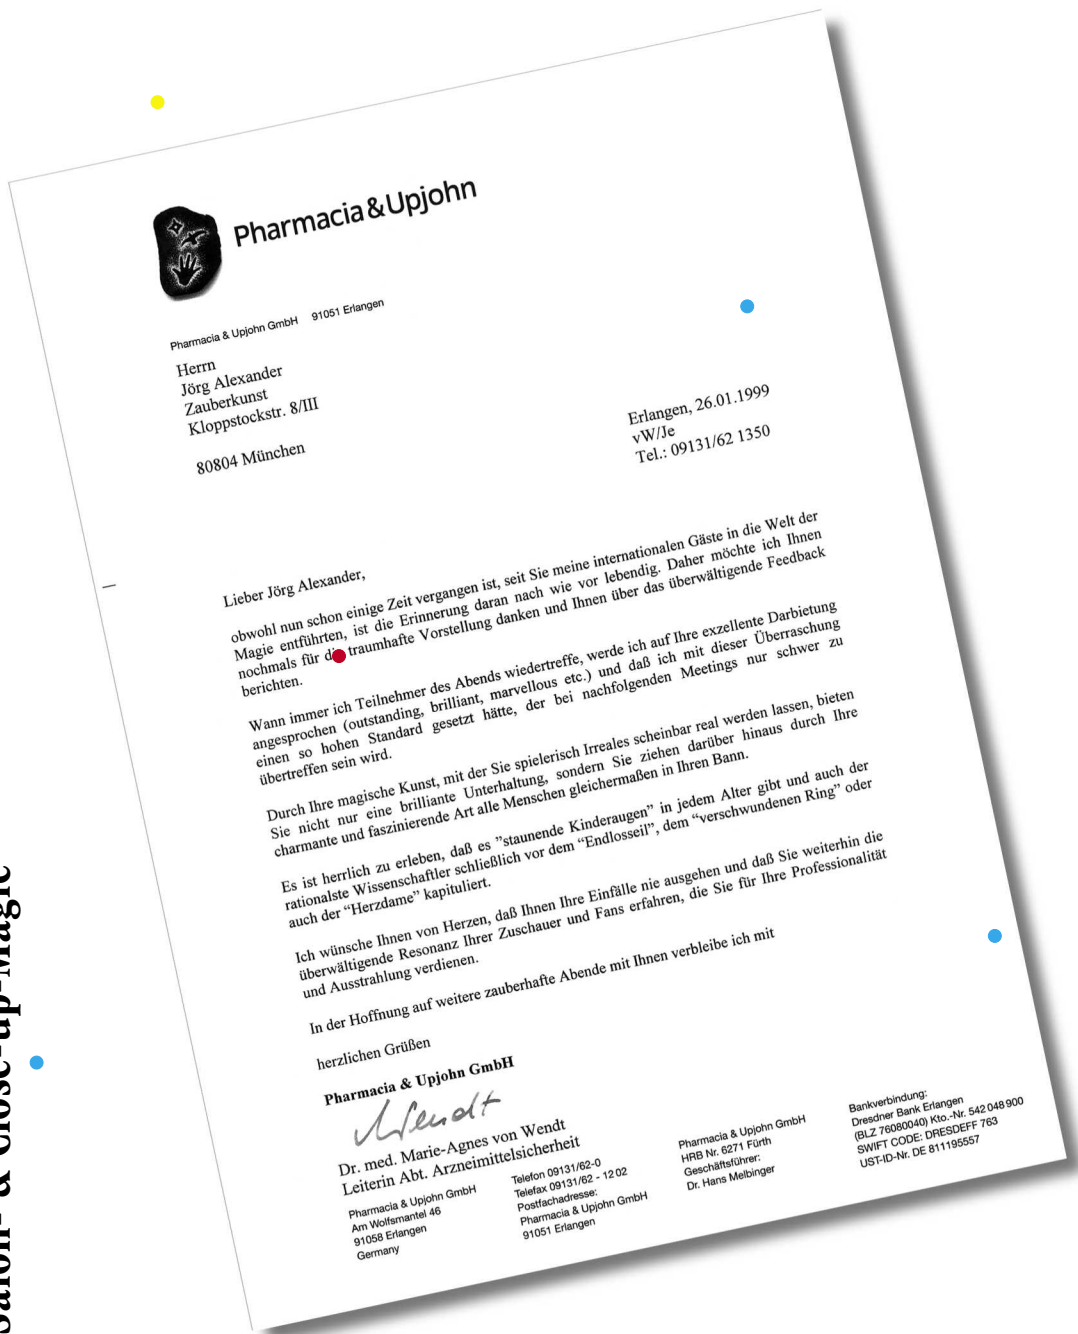 Pharmacia & Upjohn
Pharmacia & Upjohn GmbH 91051 Erlangen
Herrn
Jörg Alexander
Zauberkunst
Kloppstockstr. 8/III
80804 München
Erlangen, 26.01.1999
vW/Je
Tel.: 09131/62 1350
Lieber Jörg Alexander,
obwohl nun schon einige Zeit vergangen ist, seit Sie meine internationalen Gäste in die Welt der
Magie entführten, ist die Erinnerung daran nach wie vor lebendig. Daher möchte ich Ihnen
nochmals für die traumhafte Vorstellung danken und Ihnen über das überwältigende Feedback
berichten.
Wann immer ich Teilnehmer des Abends wiedertreffe, werde ich auf Ihre exzellente Darbietung
angesprochen (outstanding, brilliant, marvellous etc.) und daß ich mit dieser Überraschung
einen so hohen Standard gesetzt hätte, der bei nachfolgenden Meetings nur schwer zu
übertreffen sein wird.
Durch Ihre magische Kunst, mit der Sie spielerisch Irreales scheinbar real werden lassen, bieten
Sie nicht nur eine brilliante Unterhaltung, sondern Sie ziehen darüber hinaus durch Ihre
charmante und faszinierende Art alle Menschen gleichermaßen in Ihren Bann.
Es ist herrlich zu erleben, daß es ”staunende Kinderaugen” in jedem Alter gibt und auch der
rationalste Wissenschaftler schließlich vor dem “Endlosseil”, dem “verschwundenen Ring” oder
auch der “Herzdame” kapituliert.
Ich wünsche Ihnen von Herzen, daß Ihnen Ihre Einfälle nie ausgehen und daß Sie weiterhin die
überwältigende Resonanz Ihrer Zuschauer und Fans erfahren, die Sie für Ihre Professionalität
und Ausstrahlung verdienen.
In der Hoffnung auf weitere zauberhafte Abende mit Ihnen verbleibe ich mit
herzlichen Grüßen
Pharmacia & Upjohn GmbH
Wendt
Dr. med. Marie-Agnes von Wendt
Leiterin Abt. Arzneimittelsicherheit
Pharmacia & Upjohn GmbH
Am Wolfsmantel 46
91058 Erlangen
Germany
Telefon 09131/62-0
Telefax 09131/62 - 12 02
Postfachadresse:
Pharmacia & Upjohn GmbH
91051 Erlangen
Pharmacia & Upjohn GmbH
HRB Nr. 6271 Fürth
Geschäftsführer:
Dr. Hans Melbinger
Bankverbindung:
Dresdner Bank Erlangen
(BLZ 76080040) Kto.-Nr. 542 048 900
SWIFT CODE: DRESDEFF 763
UST-ID-Nr. DE 811195557
Salon- & Close-up-Magie